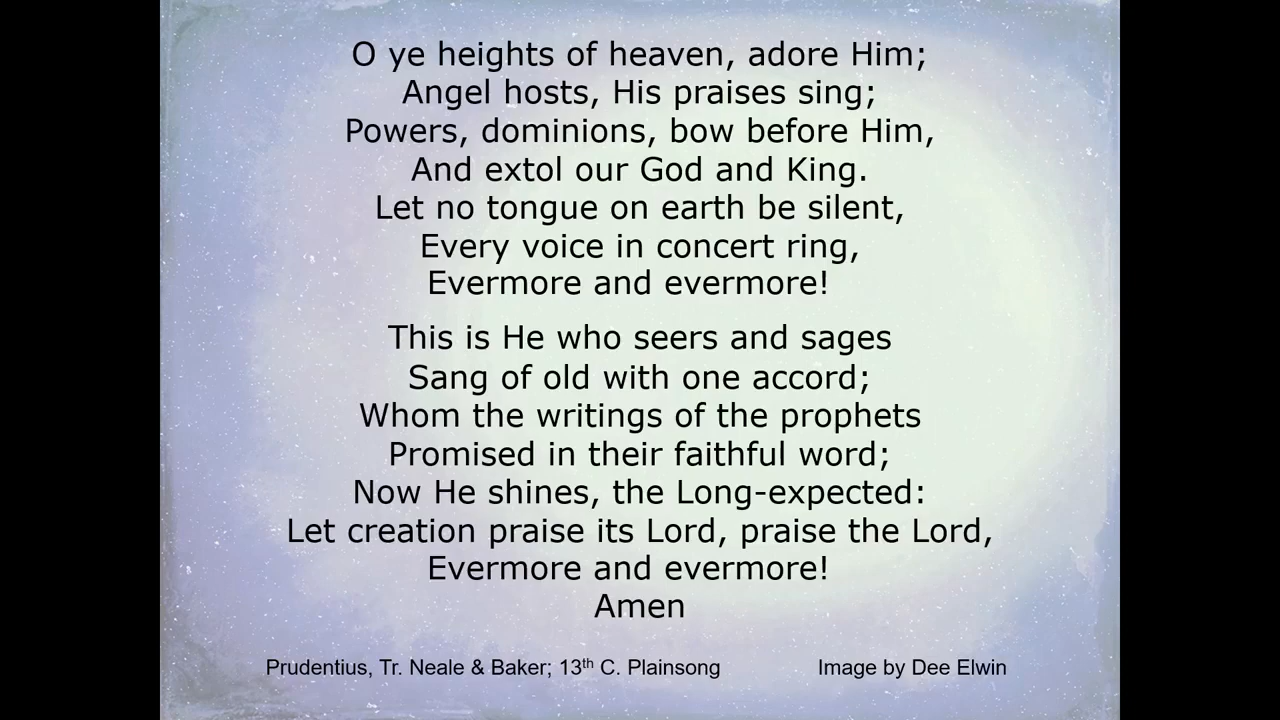 O ye heights of heaven, adore Him;
Angel hosts, His praises sing;
Powers, dominions, bow before Him,
And extol our God and King.
Let no tongue on earth be silent,
Every voice in concert ring,
Evermore and evermore!
This is He who seers and sages
Sang of old with one accord;
Whom the writings of the prophets
Promised in their faithful word;
Now He shines, the Long-expected:
Let creation praise its Lord, praise the Lord,
Evermore and evermore!
Amen
Prudentius, Tr. Neale & Baker; 13th C. Plainsong Image by Dee Elwin